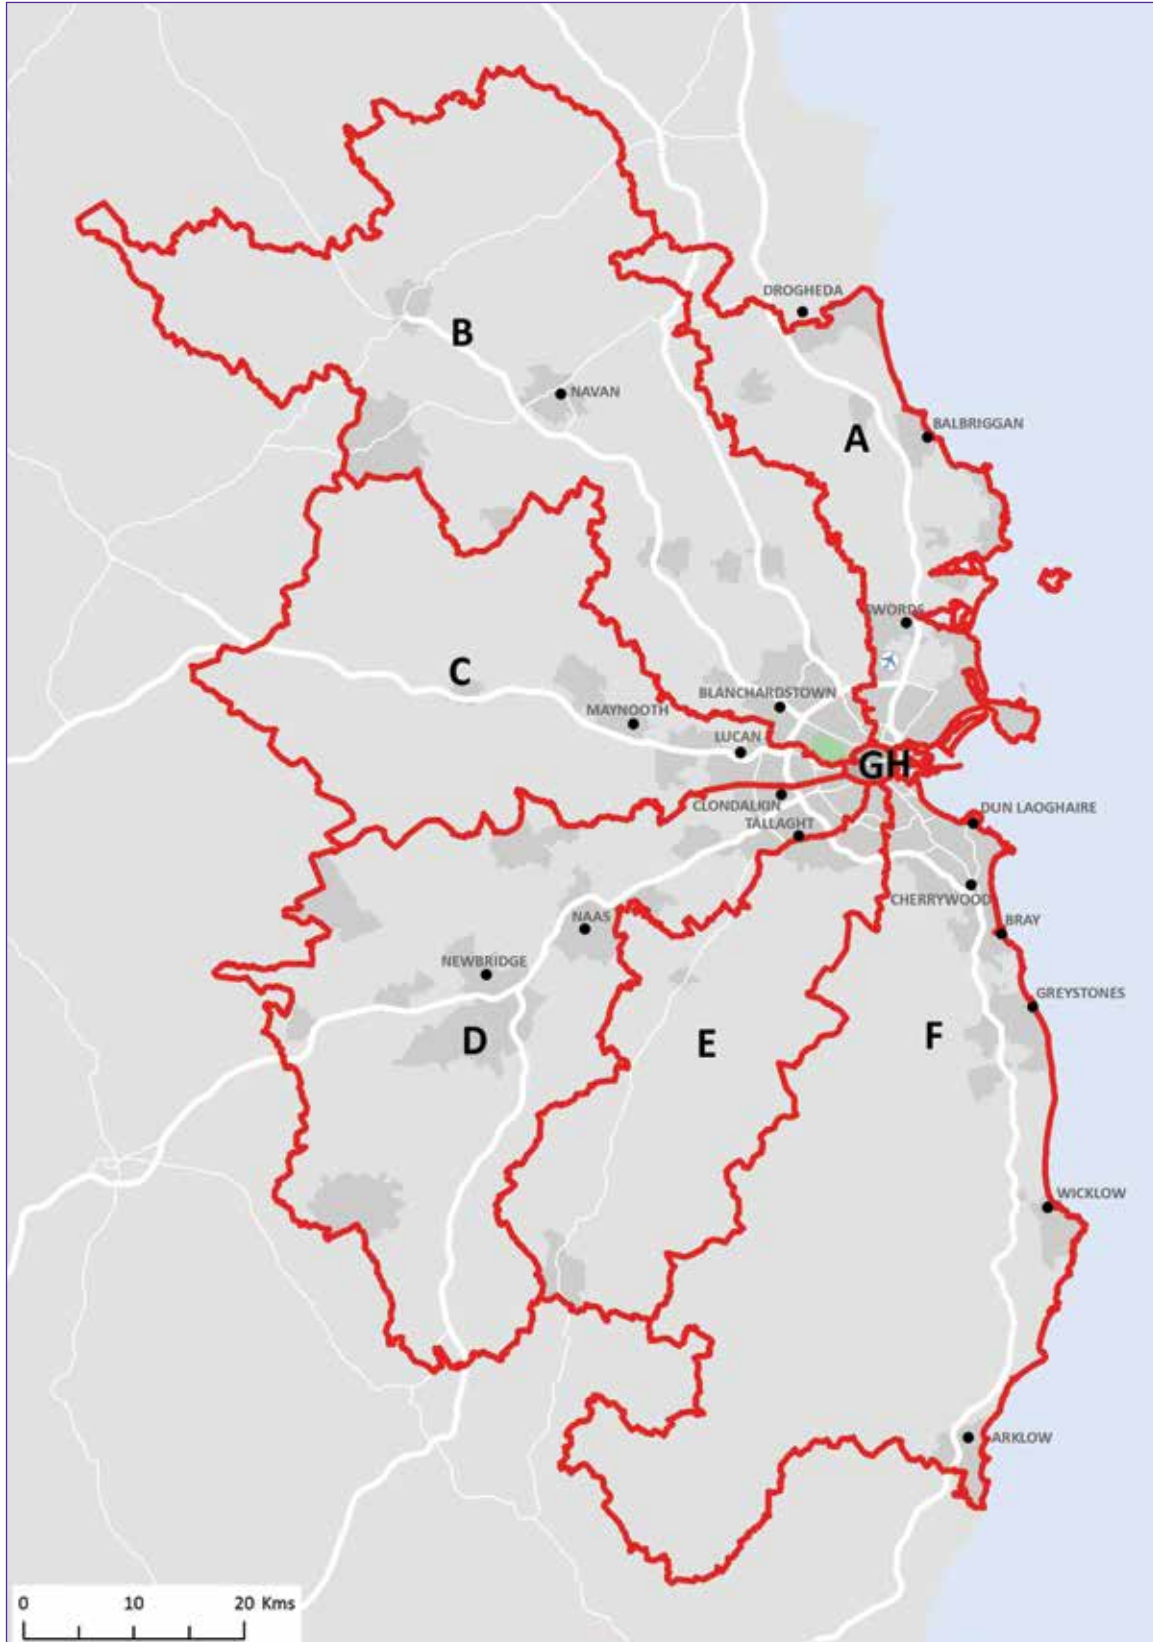 DROGHEDA
B
NAVAN
A
BALBRIGGAN
SWORDS
C
BLANCHARDSTOWN
MAYNOOTH
LUCAN
GH
CLONDALKIN
DUN LAOGHAIRE
TALLAGHT
CHERRYWOOD
NAAS
BRAY
NEWBRIDGE
GREYSTONES
D
E
F
WICKLOW
ARKLOW
0 10 20 Kms